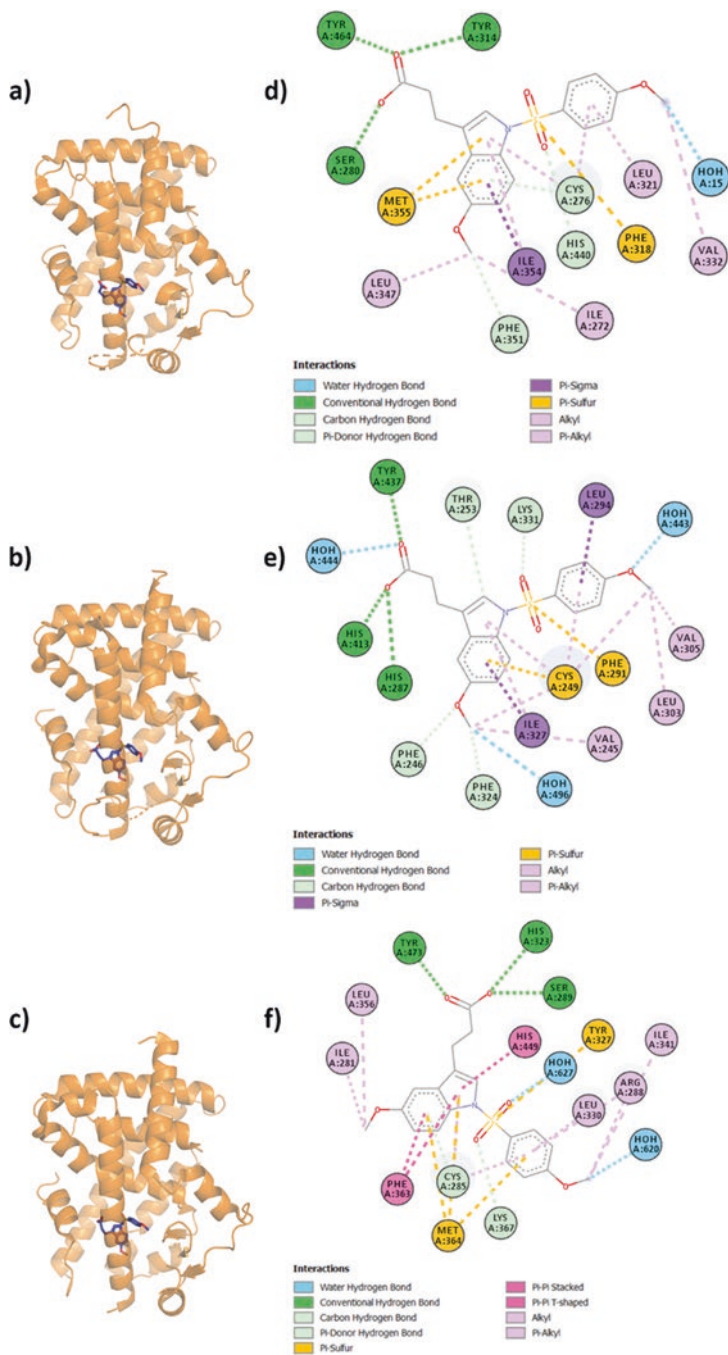 a)
d)
TYR
A:464
TYR
A:314
O
O
O
O
S
N
O
O
SER
A:280
MET
A:355
CYS
A:276
LEU
A:321
HOH
A:15
HIS
A:440
PHE
A:318
VAL
A:332
ILE
A:354
LEU
A:347
PHE
A:351
ILE
A:272
Interactions
Water Hydrogen Bond
Conventional Hydrogen Bond
Carbon Hydrogen Bond
Pi-Donor Hydrogen Bond
Pi-Sigma
Pi-Sulfur
Alkyl
Pi-Alkyl
b)
e)
TYR
A:437
THR
A:253
LYS
A:331
LEU
A:294
HOH
A:443
HOH
A:444
O
O
O
O
S
N
O
O
HIS
A:413
HIS
A:287
CYS
A:249
PHE
A:291
VAL
A:305
LEU
A:303
ILE
A:327
VAL
A:245
PHE
A:246
PHE
A:324
HOH
A:496
Interactions
Water Hydrogen Bond
Conventional Hydrogen Bond
Carbon Hydrogen Bond
Pi-Sigma
Pi-Sulfur
Alkyl
Pi-Alkyl
c)
f)
TYR
A:473
HIS
A:323
SER
A:289
LEU
A:356
ILE
A:281
HIS
A:449
HOH
A:627
TYR
A:327
ILE
A:341
ARG
A:288
LEU
A:330
HOH
A:620
O
O
O
O
S
N
O
O
PHE
A:363
CYS
A:285
MET
A:364
LYS
A:367
Interactions
Water Hydrogen Bond
Conventional Hydrogen Bond
Carbon Hydrogen Bond
Pi-Donor Hydrogen Bond
Pi-Sulfur
Pi-Pi Stacked
Pi-Pi T-shaped
Alkyl
Pi-Alkyl